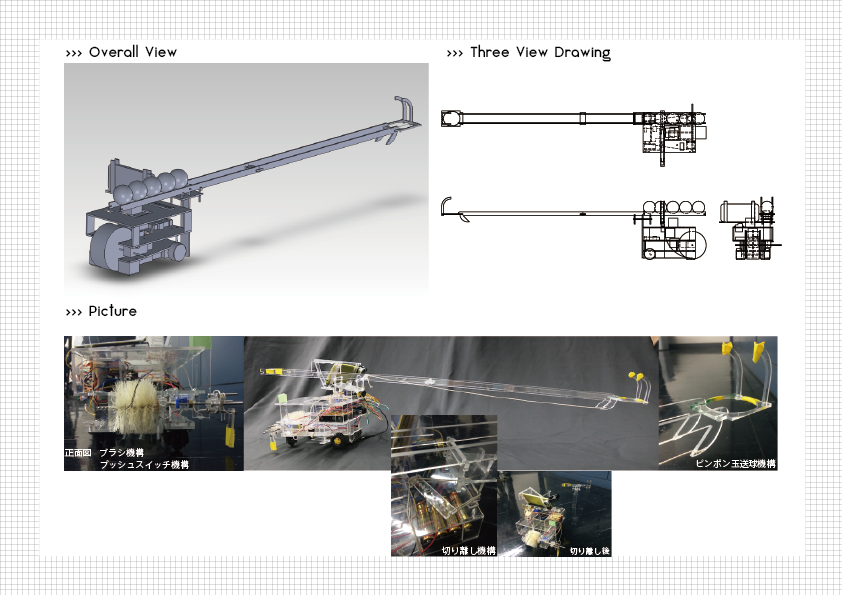 >>> Overall View
>>> Three View Drawing
>>> Picture
正面図 ブラシ機構
プッシュスイッチ機構
ピンポン玉送球機構
切り離し機構
切り離し後